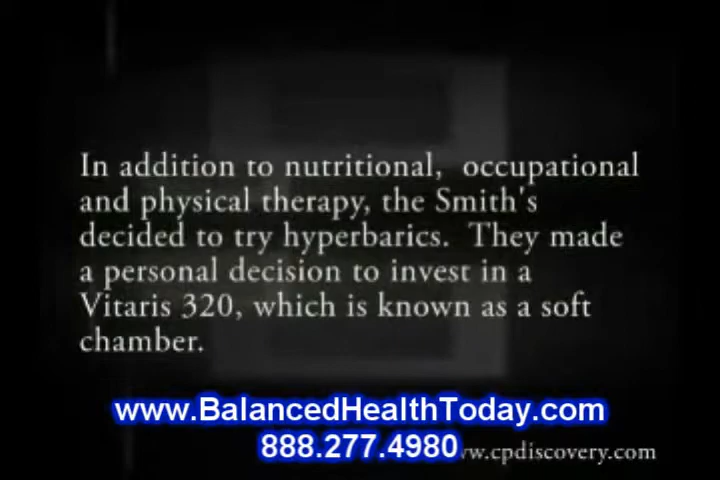 In addition to nutritional, occupational
and physical therapy, the Smith's
decided to try hyperbarics. They made
a personal decision to invest in a
Vitaris 320, which is known as a soft
chamber.
www.BalancedHealthToday.com
888.277.4980
w.cpdiscovery.com